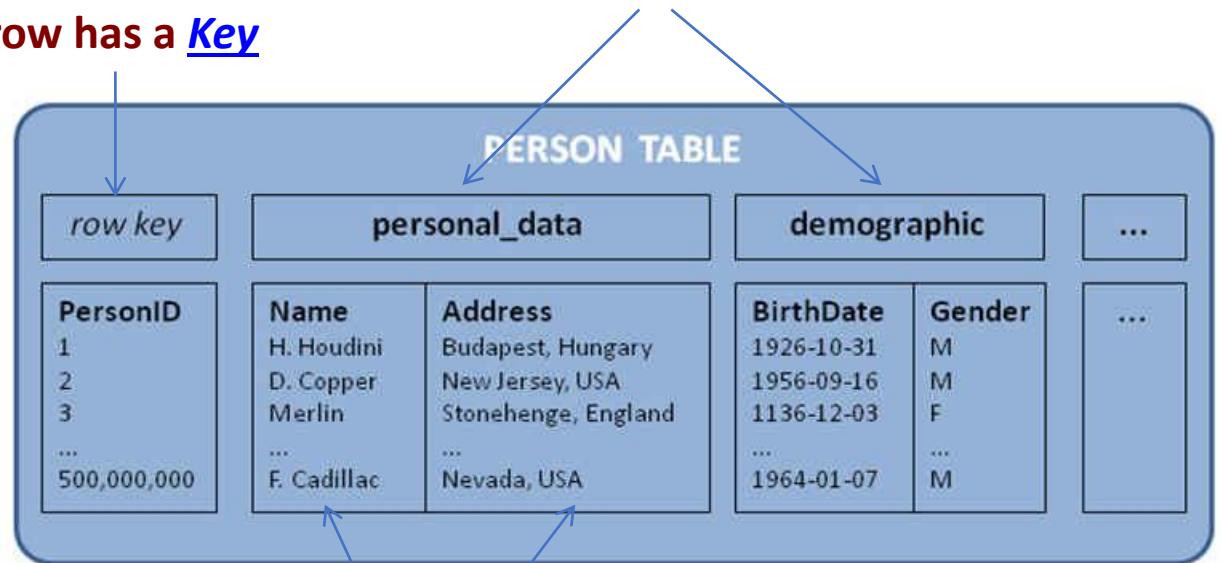 row has a Key
PERSON TABLE
row key personal_data demographic ...
PersonID Name Address BirthDate Gender ...
1 H. Houdini Budapest, Hungary 1926-10-31 M
2 D. Copper New Jersey, USA 1956-09-16 M
3 Merlin Stonehenge, England 1136-12-03 F
... ... ... ... ...
500,000,000 F. Cadillac Nevada, USA 1964-01-07 M